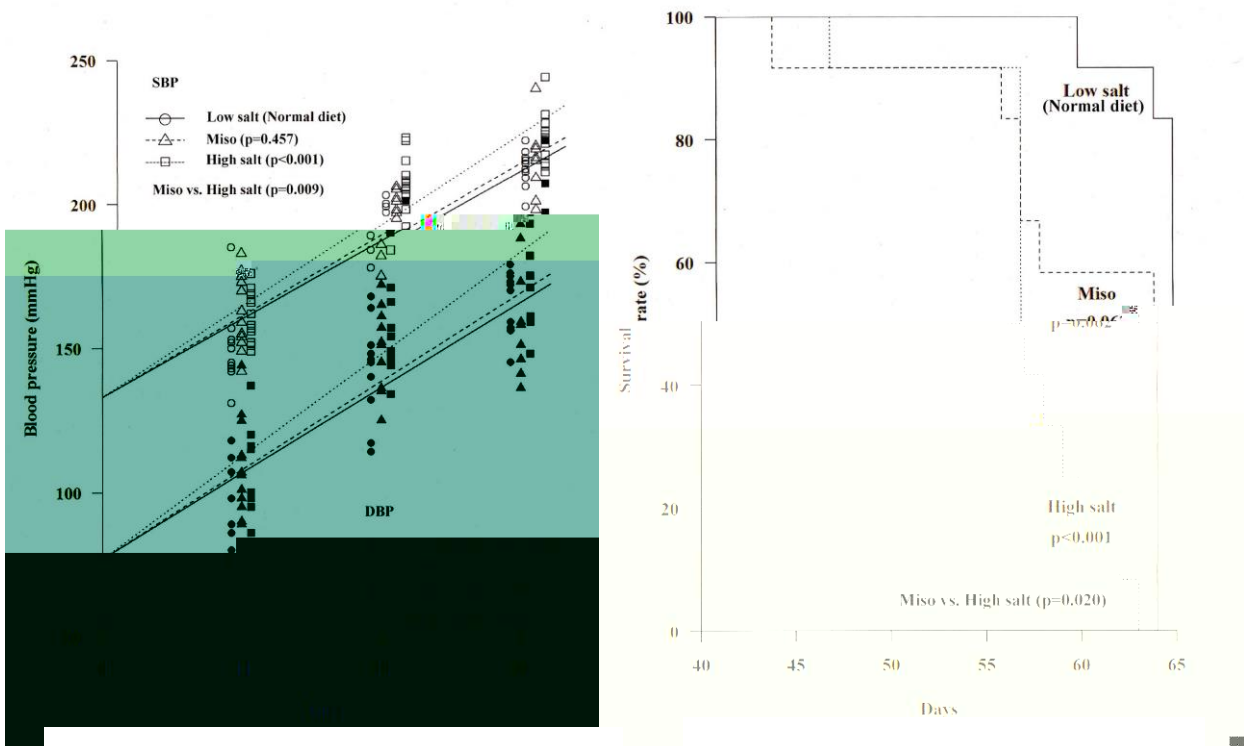 250
SBP
Low salt (Normal diet)
Miso (p=0.457)
High salt (p<0.001)
Miso vs. High salt (p=0.009)
200
150
100
Blood pressure (mmHg)
DBP
100
80
60
40
20
0
Survival rate (%)
Low salt
(Normal diet)
Miso
p=0.002
High salt
p<0.001
Miso vs. High salt (p=0.020)
40 45 50 55 60 65
Days